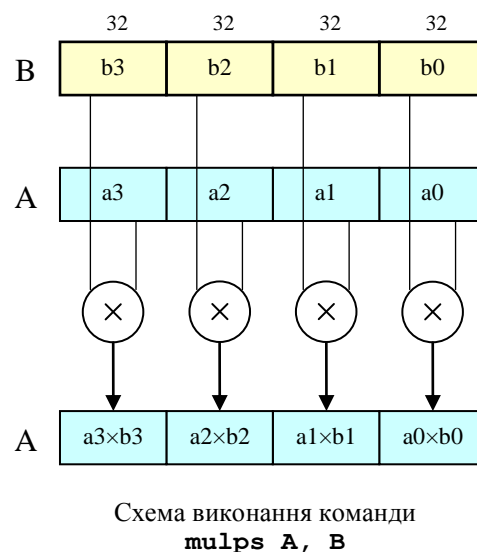 32 32 32 32
B b3 b2 b1 b0
A a3 a2 a1 a0
× × × ×
A a3×b3 a2×b2 a1×b1 a0×b0
Схема виконання команди
mulps A, B